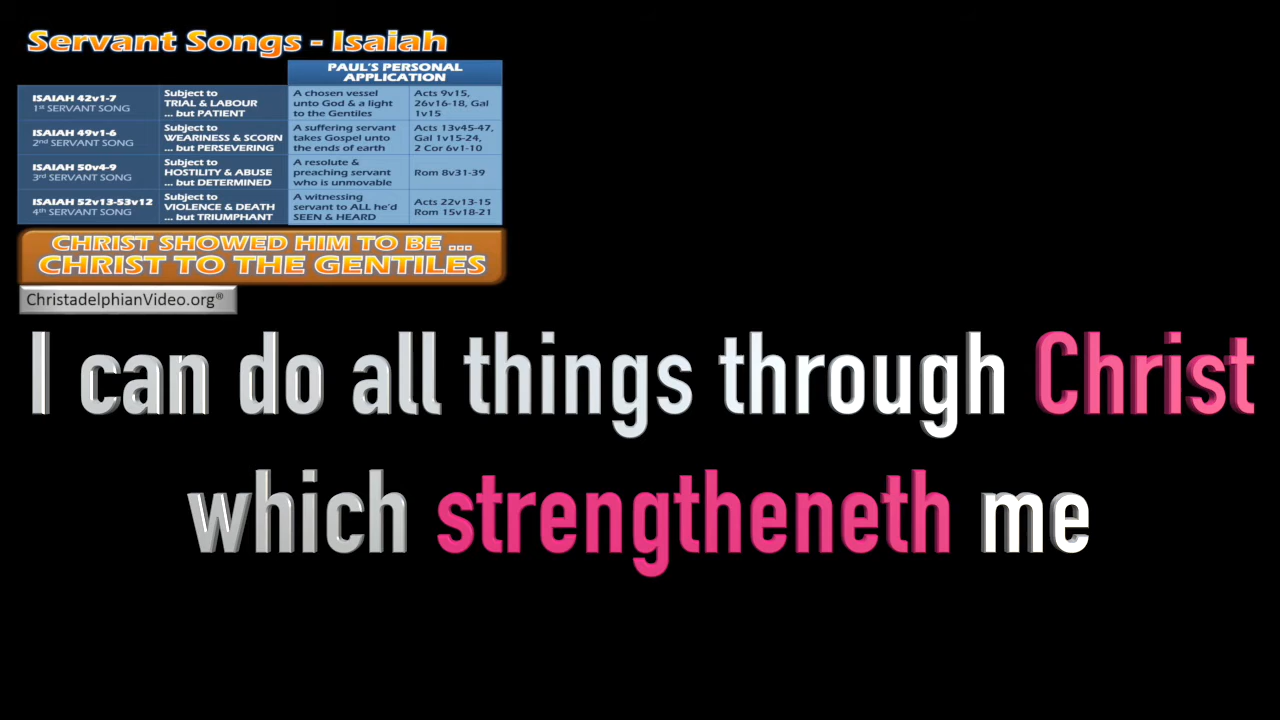 Servant Songs - Isaiah
PAUL'S PERSONAL
APPLICATION
ISAIAH 42v1-7
1st SERVANT SONG
Subject to
TRIAL & LABOUR
... but PATIENT
A chosen vessel
unto God & a light
to the Gentiles
Acts 9v15,
26v16-18, Gal
1v15
ISAIAH 49v1-6
2nd SERVANT SONG
Subject to
WEARINESS & SCORN
... but PERSEVERING
A suffering servant
takes Gospel unto
the ends of earth
Acts 13v45-47,
Gal 1v15-24,
2 Cor 6v1-10
ISAIAH 50v4-9
3rd SERVANT SONG
Subject to
HOSTILITY & ABUSE
... but DETERMINED
A resolute &
preaching servant
who is unmovable
Rom 8v31-39
ISAIAH 52v13-53v12
4th SERVANT SONG
Subject to
VIOLENCE & DEATH
... but TRIUMPHANT
A witnessing
servant to ALL he'd
SEEN & HEARD
Acts 22v13-15
Rom 15v18-21
CHRIST SHOWED HIM TO BE ...
CHRIST TO THE GENTILES
ChristadelphianVideo.org®
I can do all things through Christ
which strengtheneth me